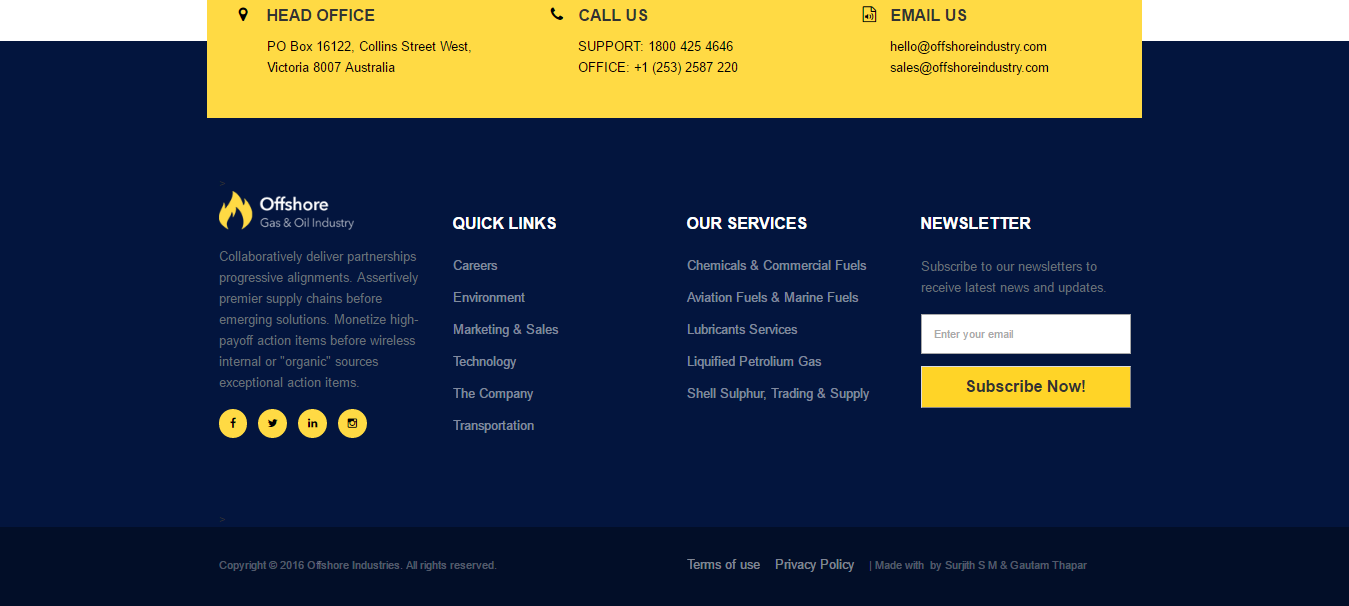 HEAD OFFICE
PO Box 16122, Collins Street West,
Victoria 8007 Australia
CALL US
SUPPORT: 1800 425 4646
OFFICE: +1 (253) 2587 220
EMAIL US
hello@offshoreindustry.com
sales@offshoreindustry.com
>
Offshore
Gas & Oil Industry
Collaboratively deliver partnerships
progressive alignments. Assertively
premier supply chains before
emerging solutions. Monetize high-
payoff action items before wireless
internal or "organic" sources
exceptional action items.
QUICK LINKS
Careers
Environment
Marketing & Sales
Technology
The Company
Transportation
OUR SERVICES
Chemicals & Commercial Fuels
Aviation Fuels & Marine Fuels
Lubricants Services
Liquified Petrolium Gas
Shell Sulphur, Trading & Supply
NEWSLETTER
Subscribe to our newsletters to
receive latest news and updates.
Enter your email
Subscribe Now!
>
Copyright © 2016 Offshore Industries. All rights reserved.
Terms of use Privacy Policy | Made with by Surjith S M & Gautam Thapar